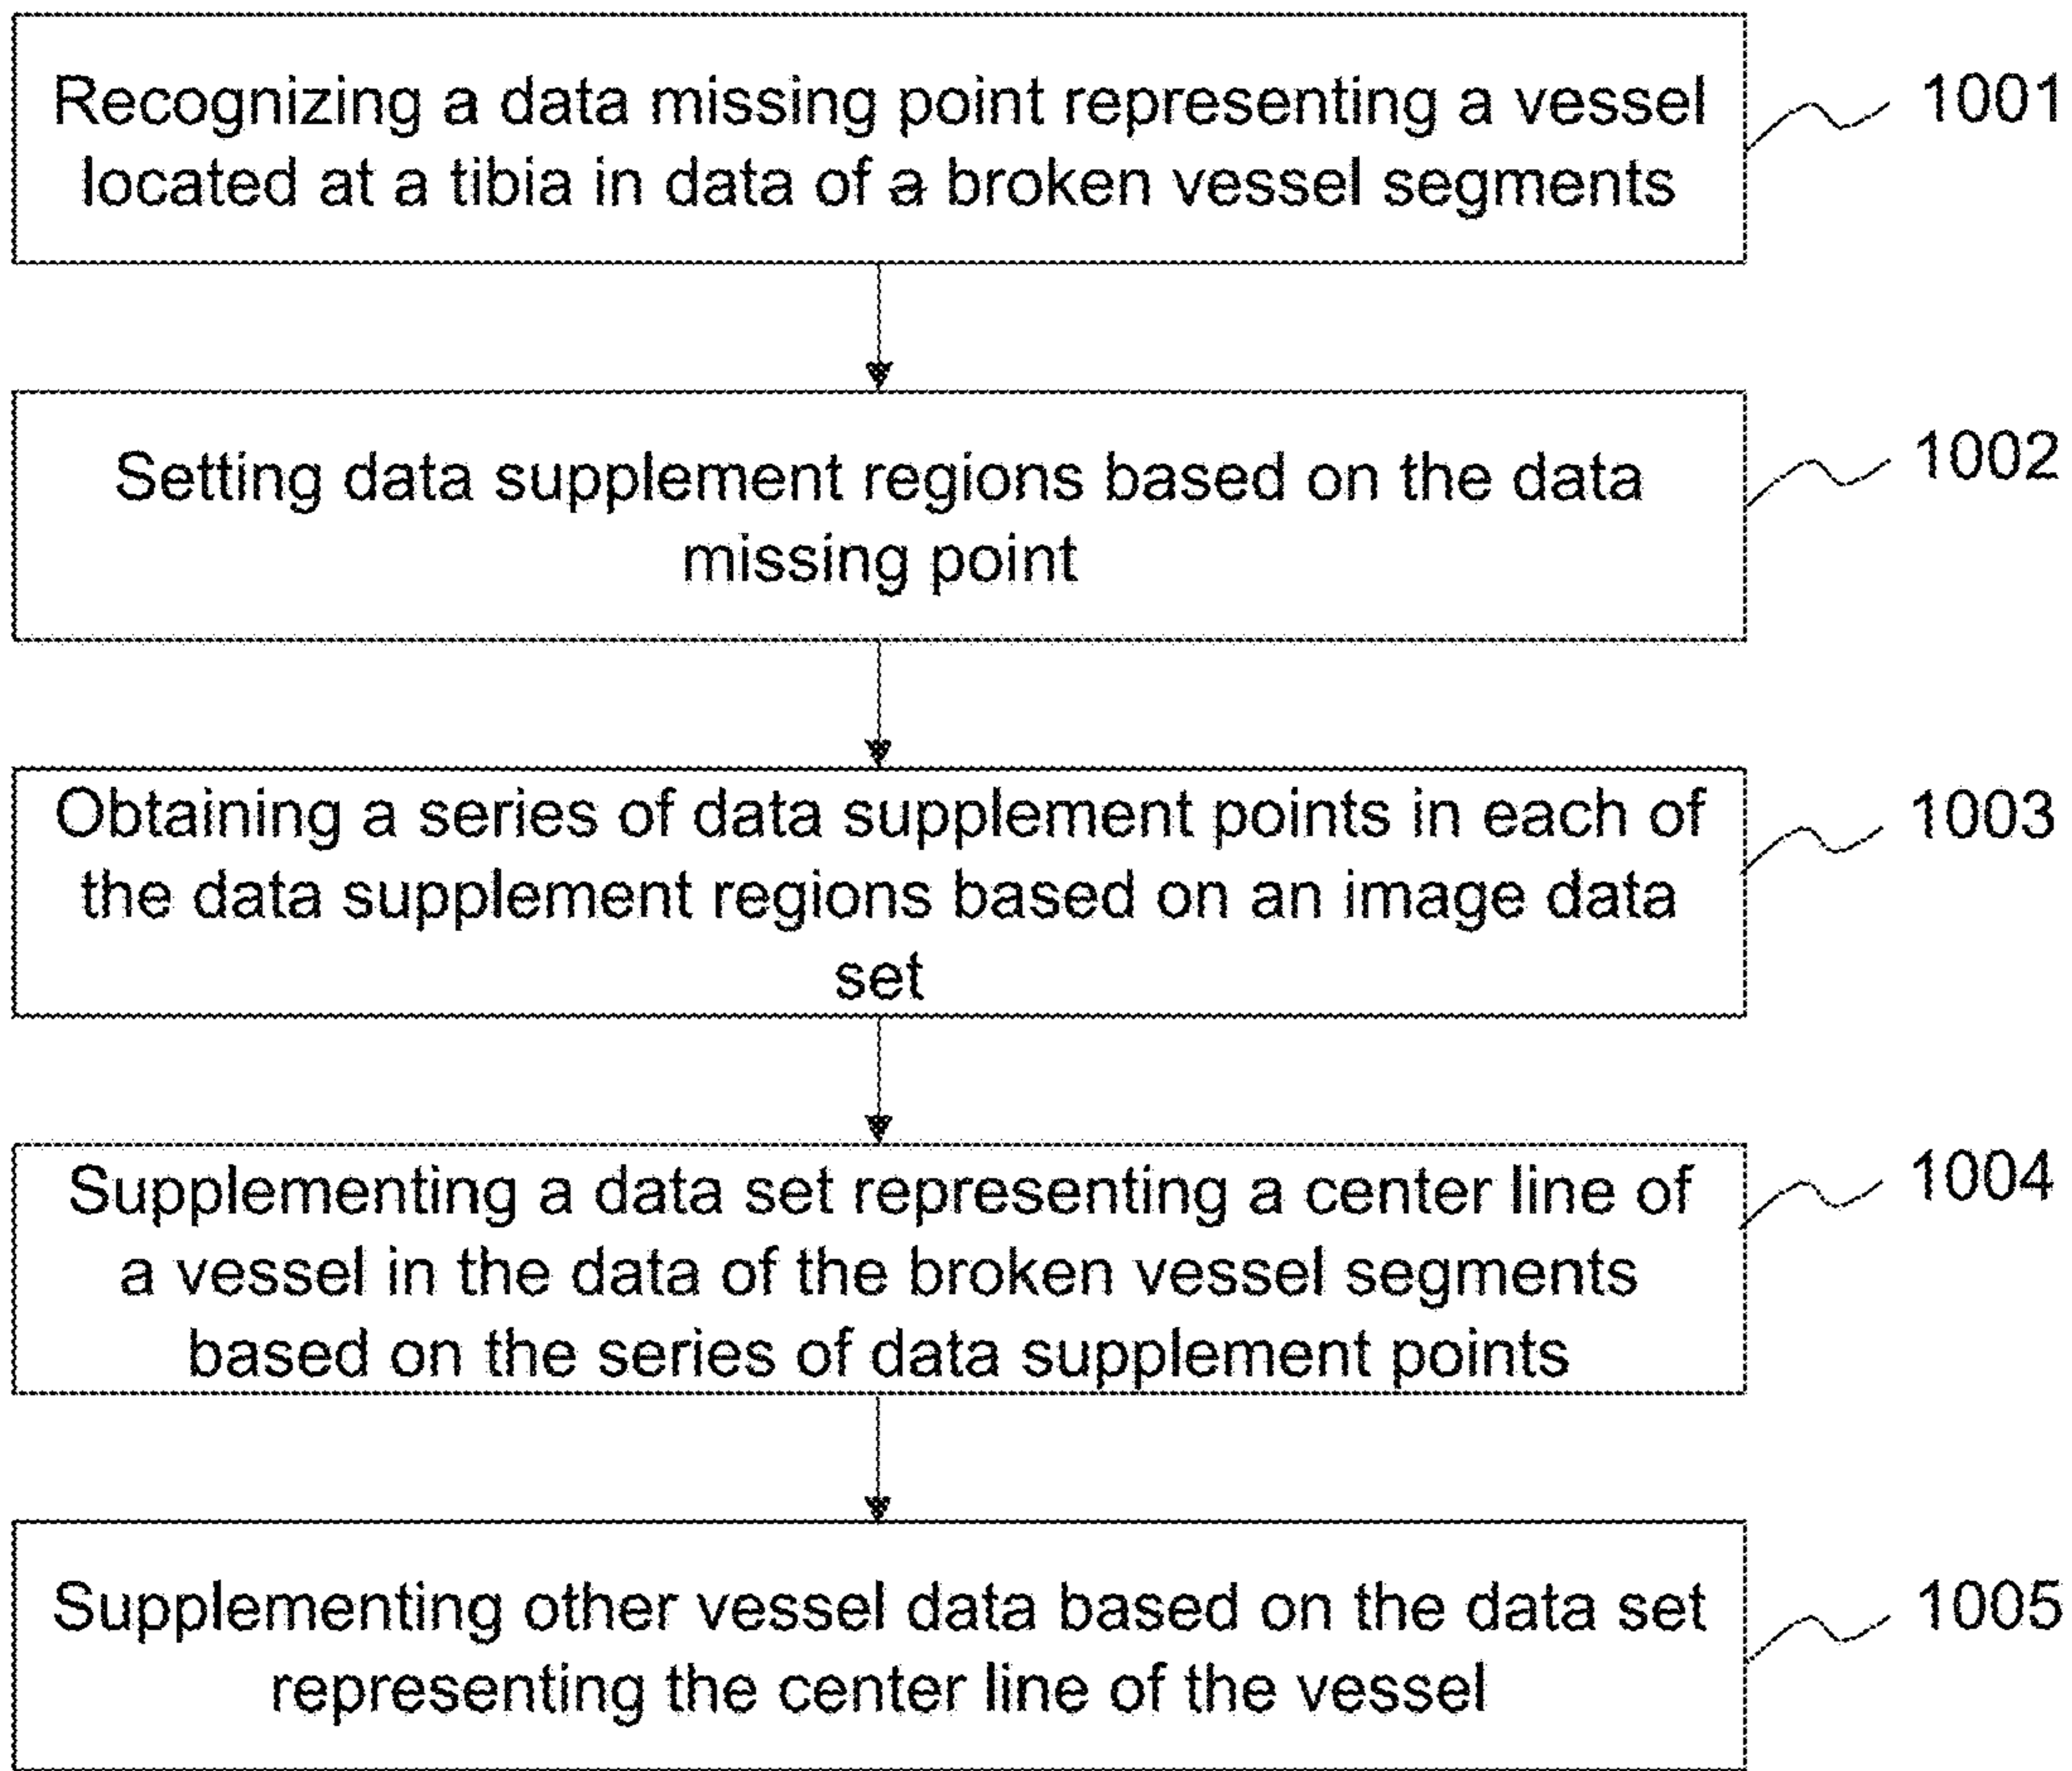 Recognizing a data missing point representing a vessel
located at a tibia in data of a broken vessel segments
1001
Setting data supplement regions based on the data
missing point
1002
Obtaining a series of data supplement points in each of
the data supplement regions based on an image data
set
1003
Supplementing a data set representing a center line of
a vessel in the data of the broken vessel segments
based on the series of data supplement points
1004
Supplementing other vessel data based on the data set
representing the center line of the vessel
1005